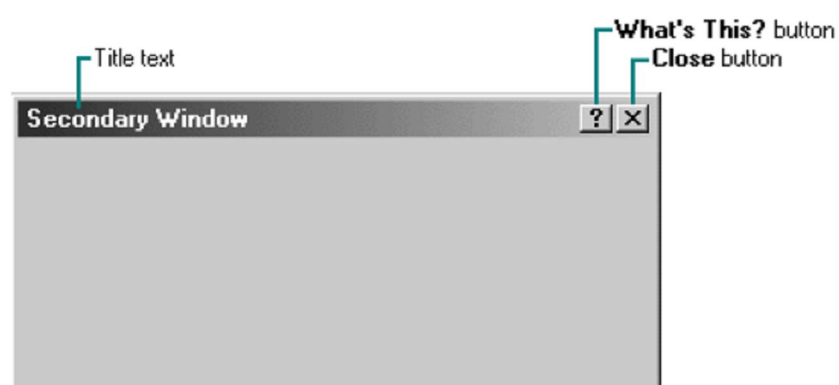 What's This? button
Title text
Close button
Secondary Window
?